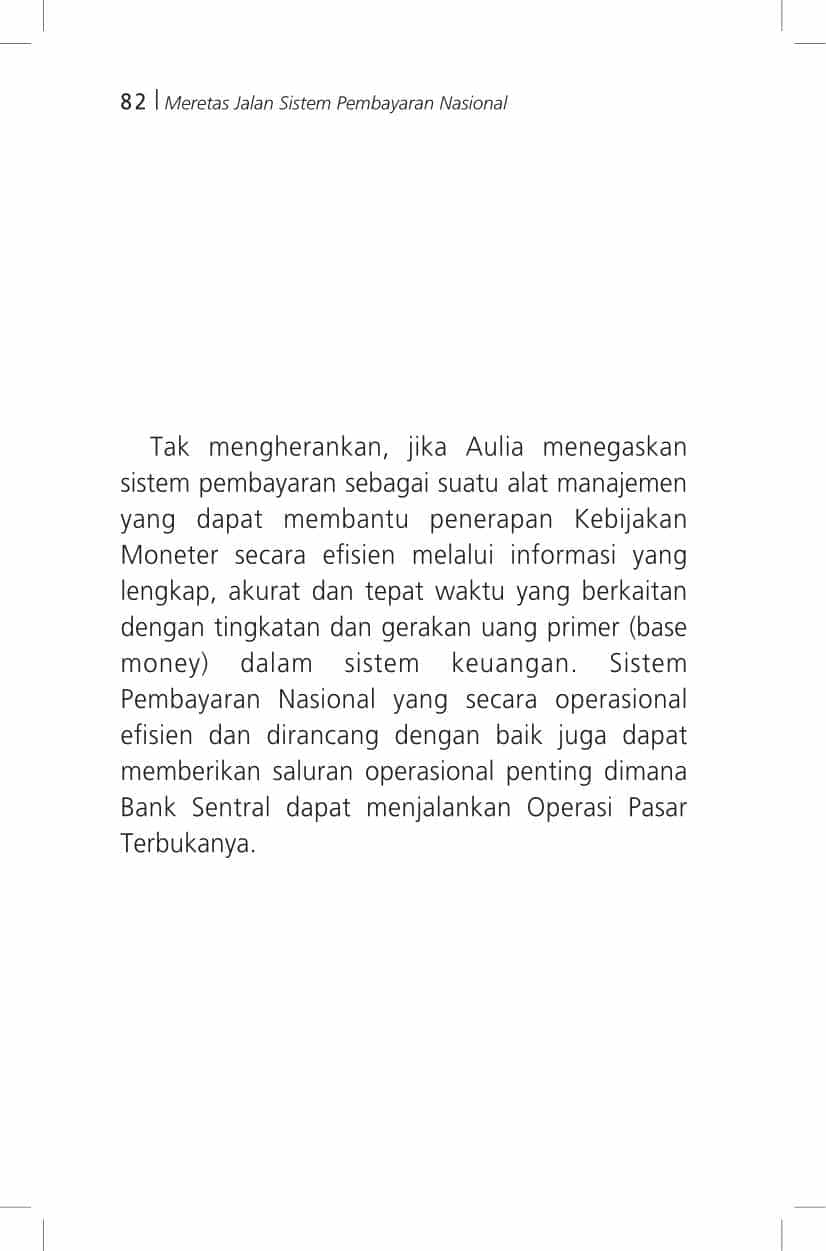 82 | Meretas Jalan Sistem Pembayaran Nasional
Tak mengherankan, jika Aulia menegaskan
sistem pembayaran sebagai suatu alat manajemen
yang dapat membantu penerapan Kebijakan
Moneter secara efisien melalui informasi yang
lengkap, akurat dan tepat waktu yang berkaitan
dengan tingkatan dan gerakan uang primer (base
money) dalam sistem keuangan. Sistem
Pembayaran Nasional yang secara operasional
efisien dan dirancang dengan baik juga dapat
memberikan saluran operasional penting dimana
Bank Sentral dapat menjalankan Operasi Pasar
Terbukanya.